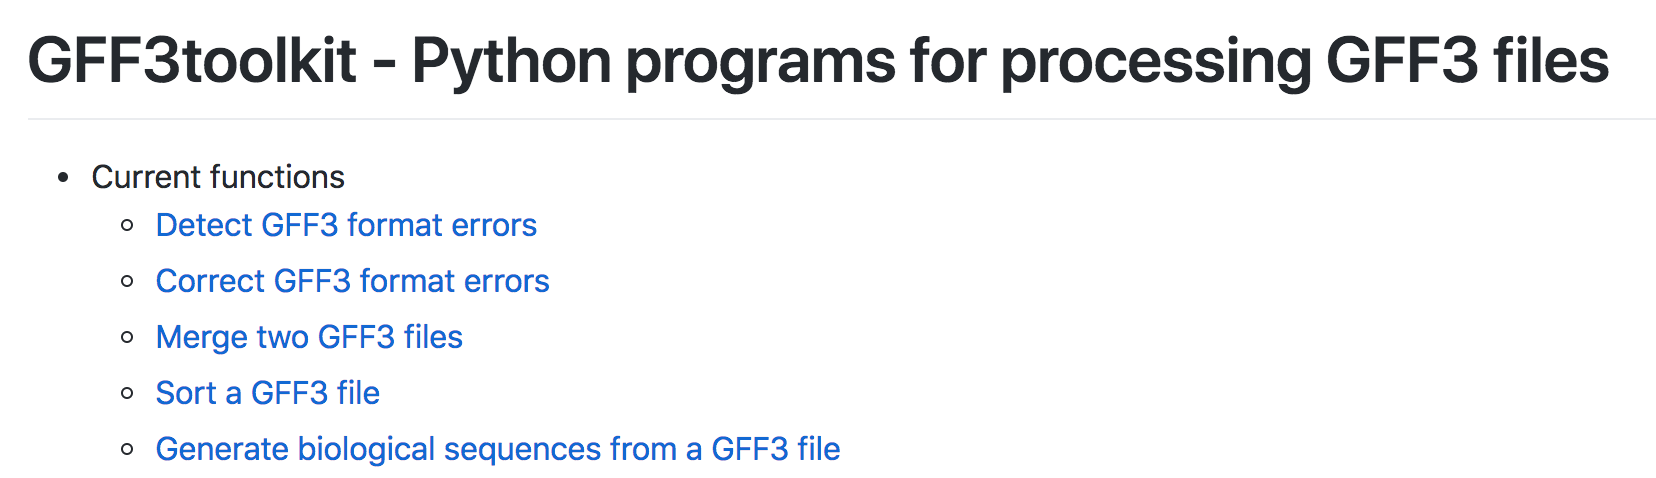 GFF3toolkit - Python programs for processing GFF3 files
Current functions
Detect GFF3 format errors
Correct GFF3 format errors
Merge two GFF3 files
Sort a GFF3 file
Generate biological sequences from a GFF3 file